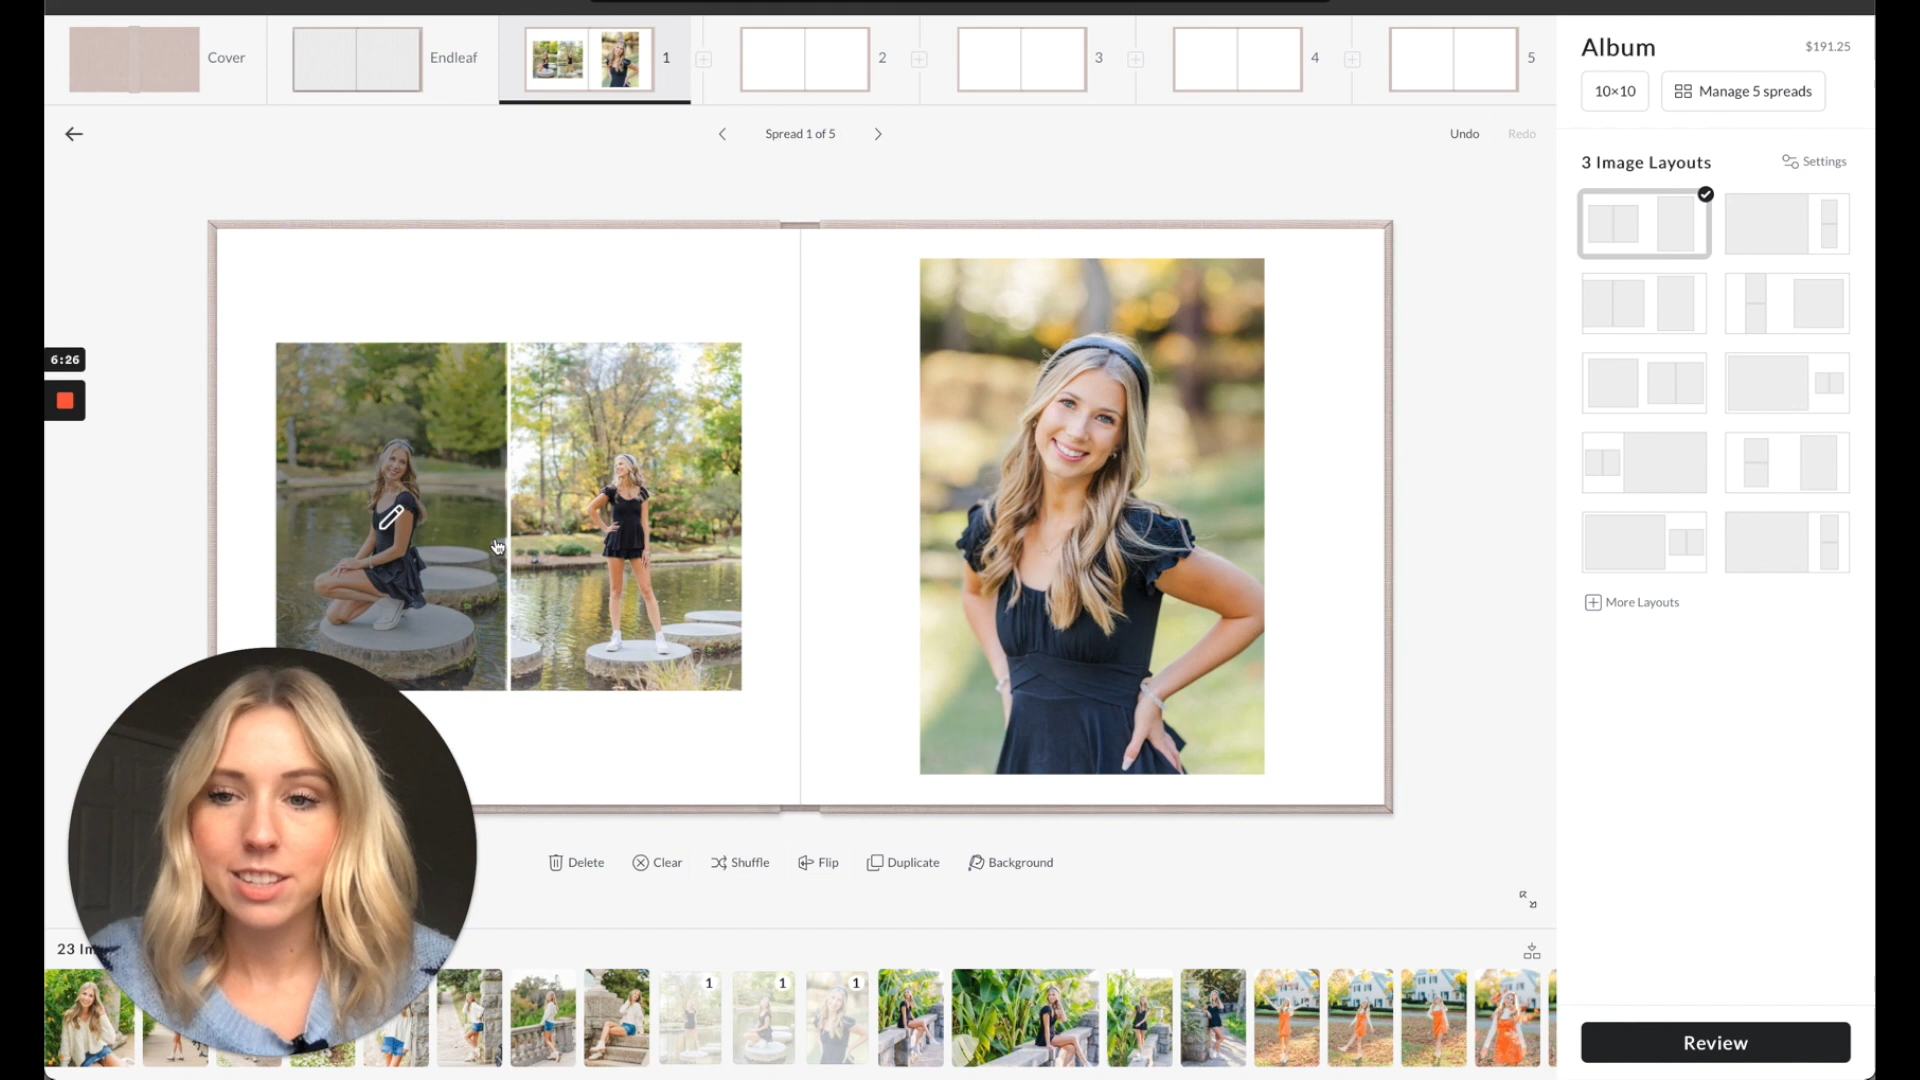 Cover
Endleaf
1
2
3
4
5
Album
$191.25
10×10
Manage 5 spreads
Spread 1 of 5
Undo
Redo
3 Image Layouts
Settings
6:26
More Layouts
Delete
Clear
Shuffle
Flip
Duplicate
Background
23
1
1
1
Review